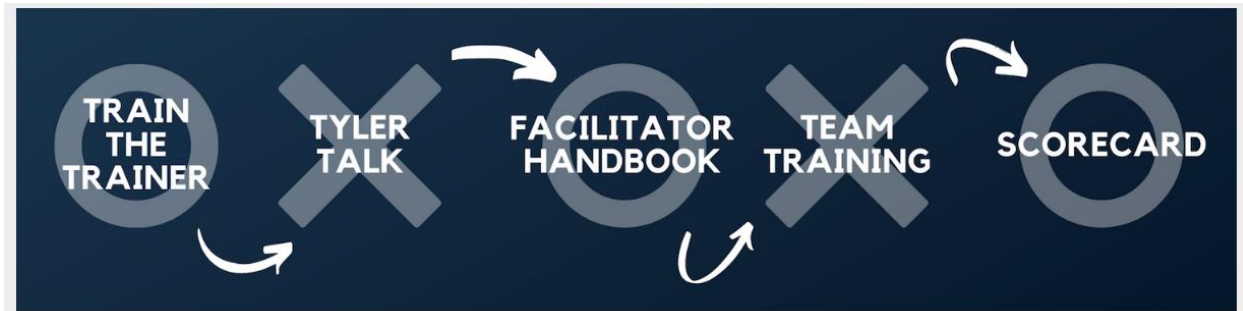 TRAIN
THE
TRAINER
TYLER
TALK
FACILITATOR
HANDBOOK
TEAM
TRAINING
SCORECARD